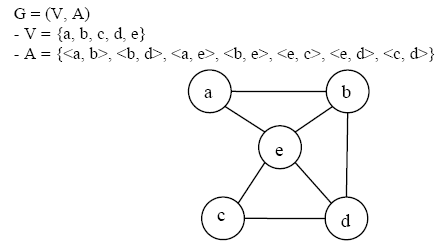 G = (V, A)
- V = {a, b, c, d, e}
- A = {<a, b>, <b, d>, <a, e>, <b, e>, <e, c>, <e, d>, <c, d>}
a
b
e
c
d